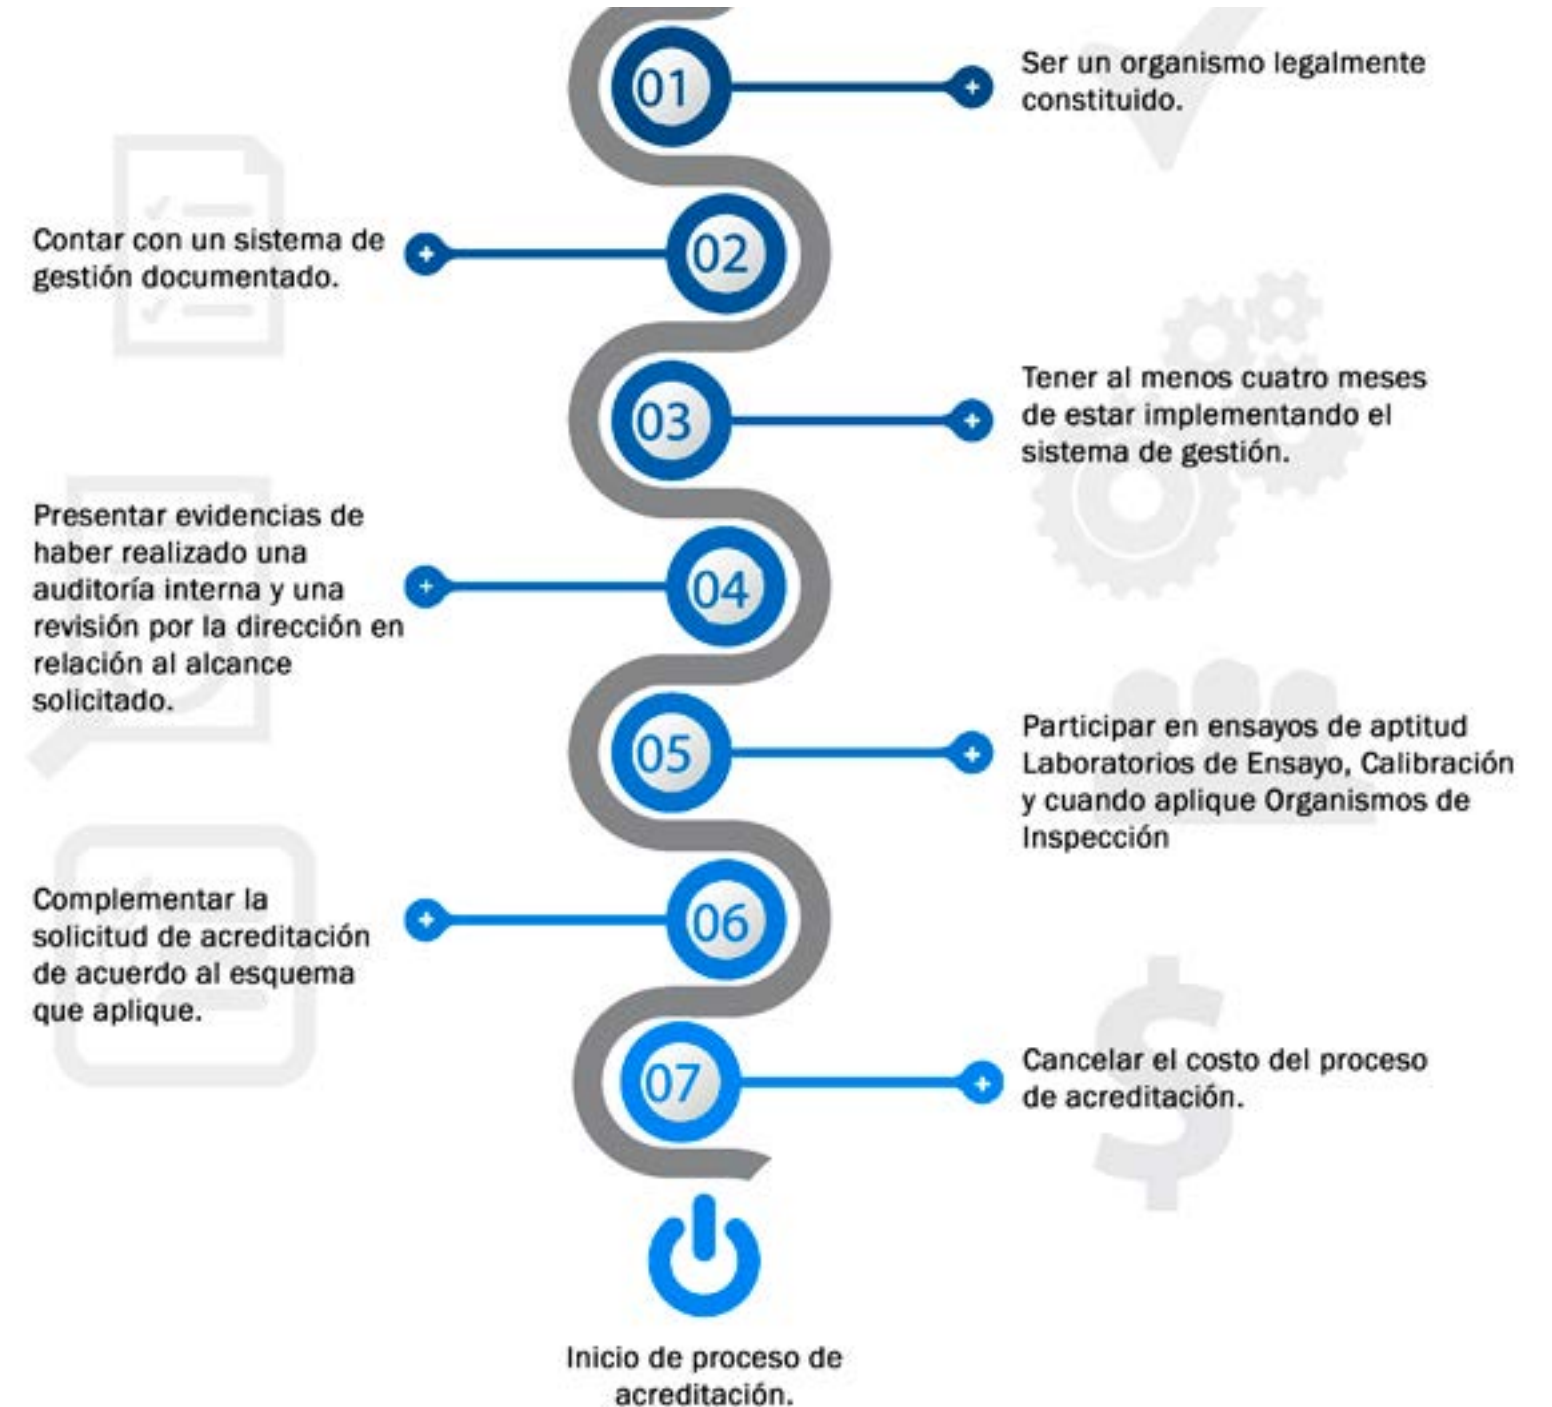 01
Ser un organismo legalmente
constituido.
02
Contar con un sistema de
gestión documentado.
03
Tener al menos cuatro meses
de estar implementando el
sistema de gestión.
04
Presentar evidencias de
haber realizado una
auditoría interna y una
revisión por la dirección en
relación al alcance
solicitado.
05
Participar en ensayos de aptitud
Laboratorios de Ensayo, Calibración
y cuando aplique Organismos de
Inspección
06
Complementar la
solicitud de acreditación
de acuerdo al esquema
que aplique.
07
Cancelar el costo del proceso
de acreditación.
Inicio de proceso de
acreditación.